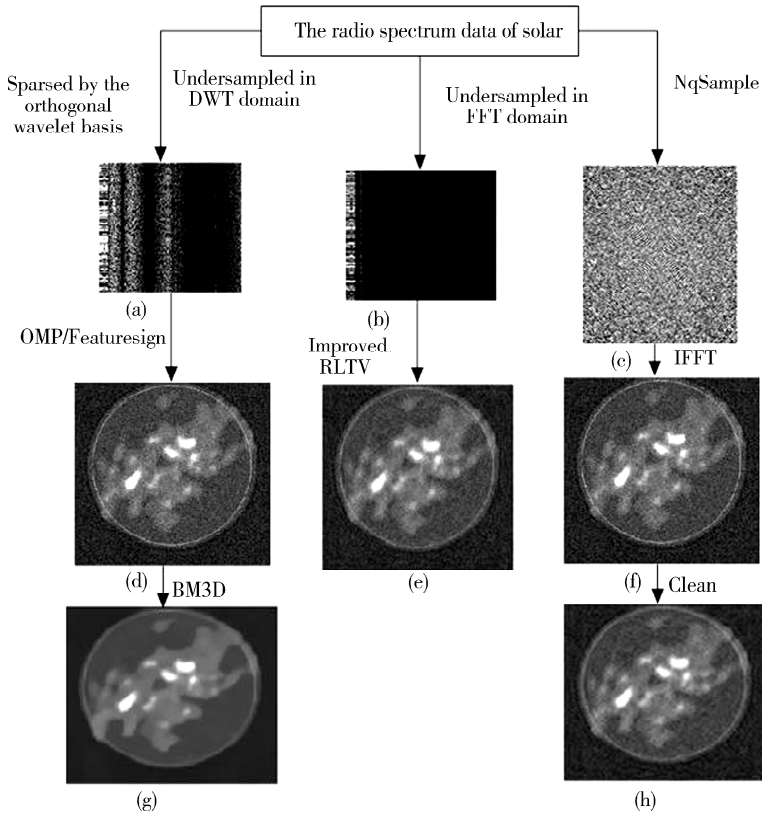 The radio spectrum data of solar
Sparsed by the
orthogonal
wavelet basis
Undersampled in
DWT domain
Undersampled in
FFT domain
NqSample
(a)
(b)
(c)
OMP/Featuresign
Improved
RLTV
IFFT
(d)
(e)
(f)
BM3D
Clean
(g)
(h)